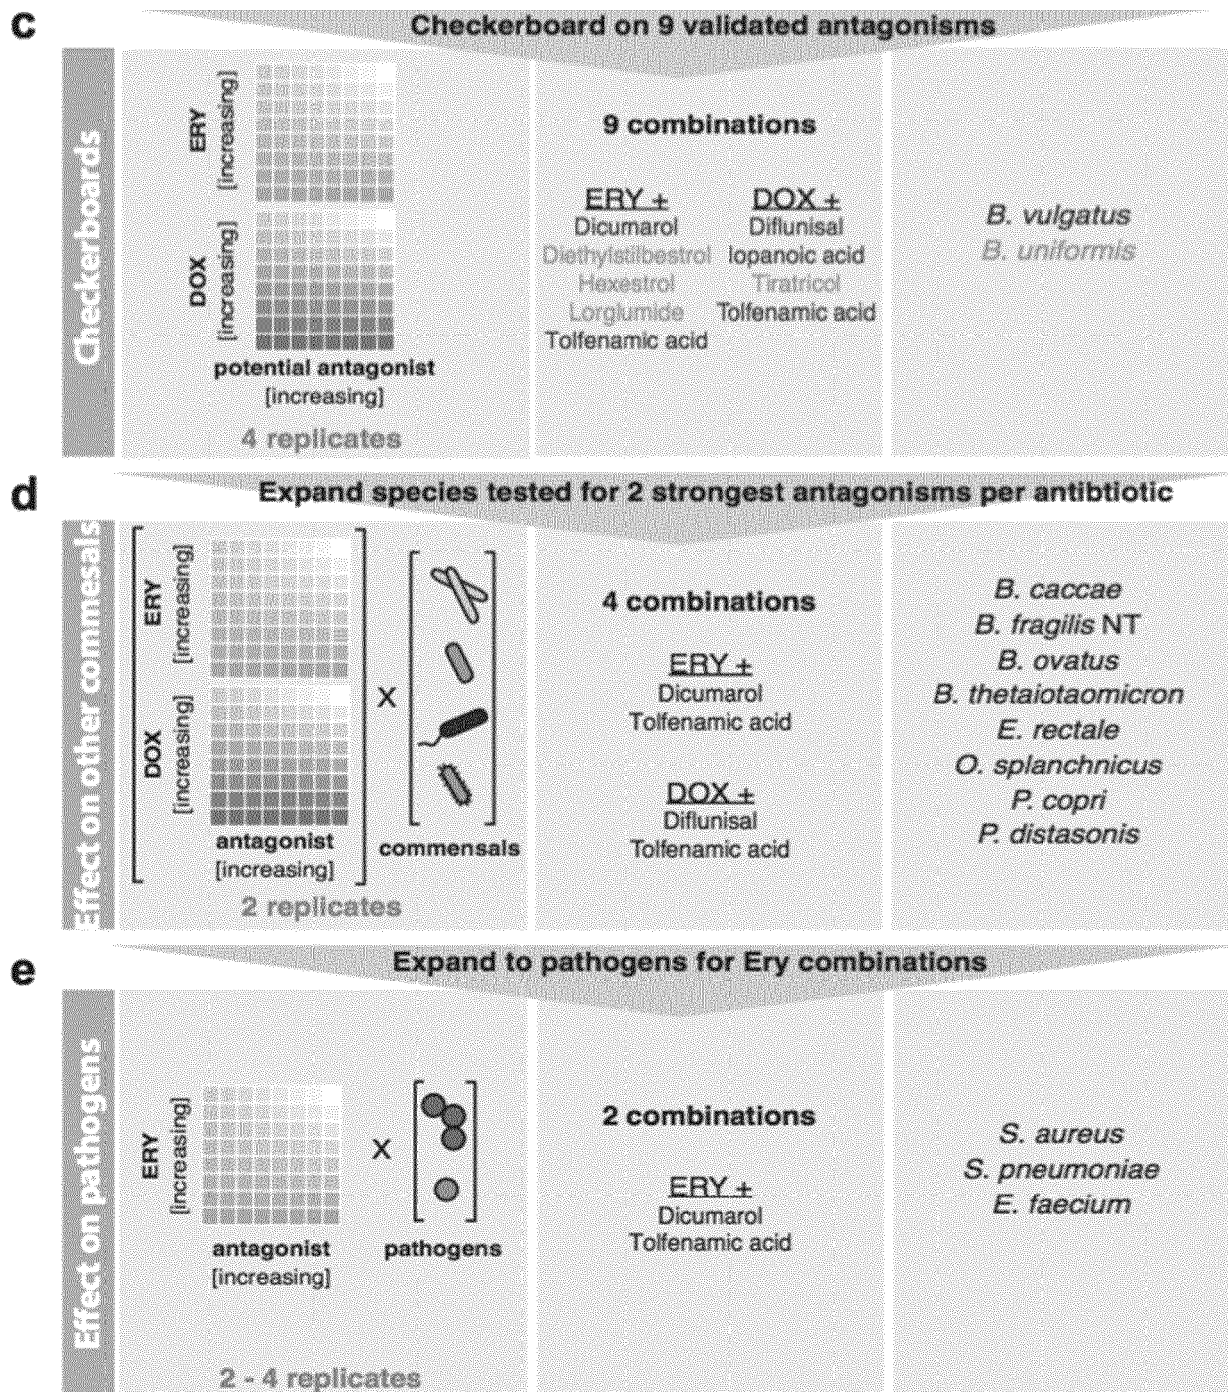 c
Checkerboard on 9 validated antagonisms
Checkerboards
ERY
[increasing]
DOX
[increasing]
potential antagonist
[increasing]
4 replicates
9 combinations
ERY +
Dicumarol
Diethylstilbestrol
Hexestrol
Lorglumide
Tolfenamic acid
DOX +
Diflunisal
Iopanoic acid
Tiratricol
Tolfenamic acid
B. vulgatus
B. uniformis
d
Expand species tested for 2 strongest antagonisms per antibtiotic
Effect on other commesals
ERY
[increasing]
DOX
[increasing]
antagonist
[increasing]
X
commensals
2 replicates
4 combinations
ERY +
Dicumarol
Tolfenamic acid
DOX +
Diflunisal
Tolfenamic acid
B. caccae
B. fragilis NT
B. ovatus
B. thetaiotaomicron
E. rectale
O. splanchnicus
P. copri
P. distasonis
e
Expand to pathogens for Ery combinations
Effect on pathogens
ERY
[increasing]
antagonist
[increasing]
X
pathogens
2 - 4 replicates
2 combinations
ERY +
Dicumarol
Tolfenamic acid
S. aureus
S. pneumoniae
E. faecium